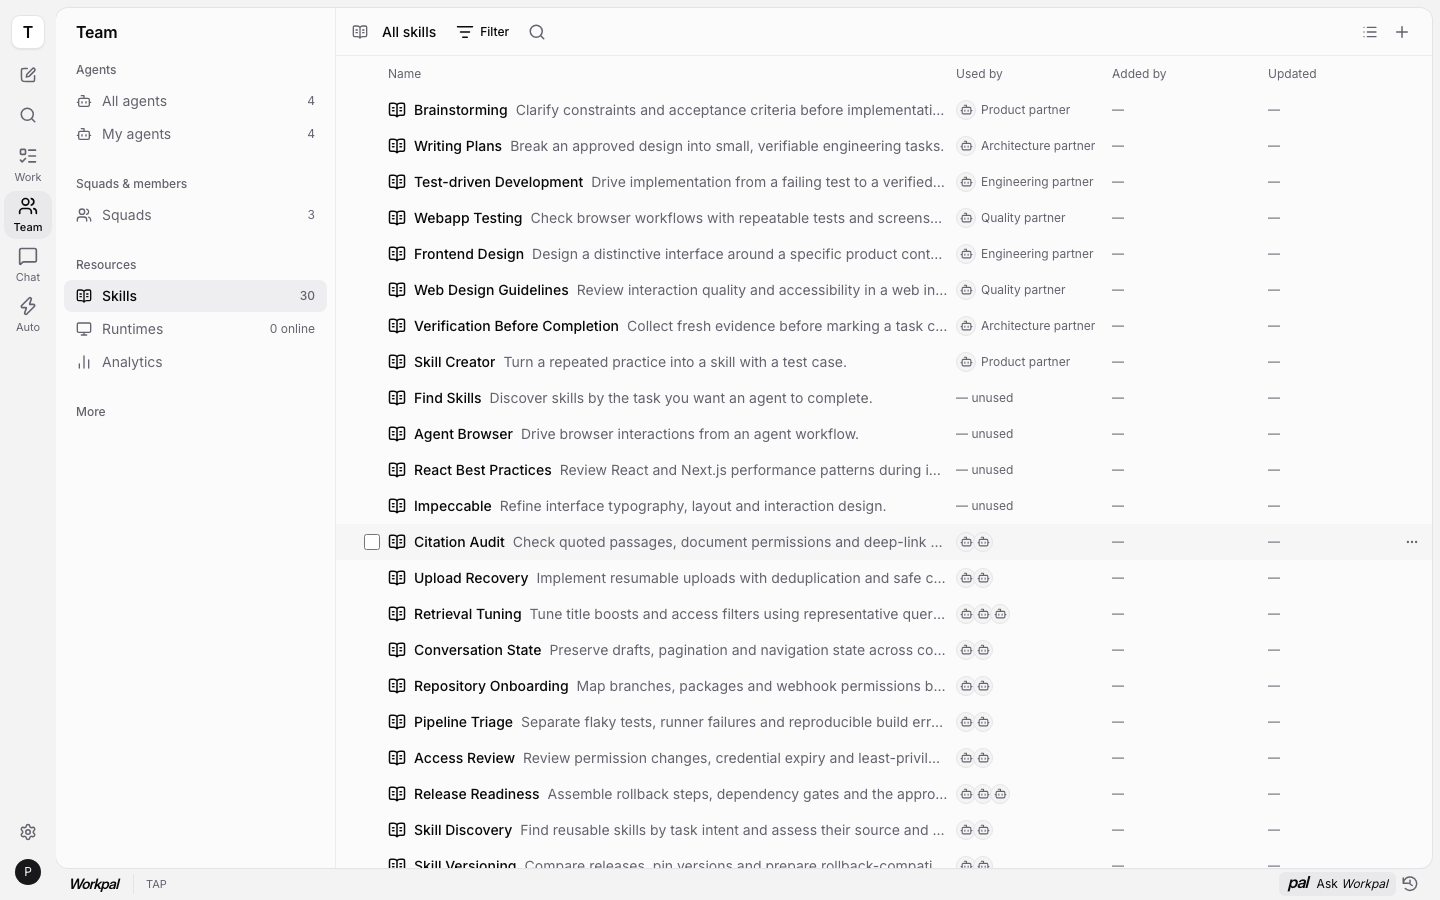 T
Work
Team
Chat
Auto
P
Team
Agents
All agents 4
My agents 4
Squads & members
Squads 3
Resources
Skills 30
Runtimes 0 online
Analytics
More
All skills Filter
Name Used by Added by Updated
Brainstorming Clarify constraints and acceptance criteria before implementati... Product partner — —
Writing Plans Break an approved design into small, verifiable engineering tasks. Architecture partner — —
Test-driven Development Drive implementation from a failing test to a verified... Engineering partner — —
Webapp Testing Check browser workflows with repeatable tests and screens... Quality partner — —
Frontend Design Design a distinctive interface around a specific product cont... Engineering partner — —
Web Design Guidelines Review interaction quality and accessibility in a web in... Quality partner — —
Verification Before Completion Collect fresh evidence before marking a task c... Architecture partner — —
Skill Creator Turn a repeated practice into a skill with a test case. Product partner — —
Find Skills Discover skills by the task you want an agent to complete. — unused — —
Agent Browser Drive browser interactions from an agent workflow. — unused — —
React Best Practices Review React and Next.js performance patterns during i... — unused — —
Impeccable Refine interface typography, layout and interaction design. — unused — —
Citation Audit Check quoted passages, document permissions and deep-link ... — —
Upload Recovery Implement resumable uploads with deduplication and safe c... — —
Retrieval Tuning Tune title boosts and access filters using representative quer... — —
Conversation State Preserve drafts, pagination and navigation state across co... — —
Repository Onboarding Map branches, packages and webhook permissions b... — —
Pipeline Triage Separate flaky tests, runner failures and reproducible build err... — —
Access Review Review permission changes, credential expiry and least-privil... — —
Release Readiness Assemble rollback steps, dependency gates and the appro... — —
Skill Discovery Find reusable skills by task intent and assess their source and ... — —
Skill Versioning Compare releases, pin versions and prepare rollback-compati... — —
Workpal TAP
pal Ask Workpal